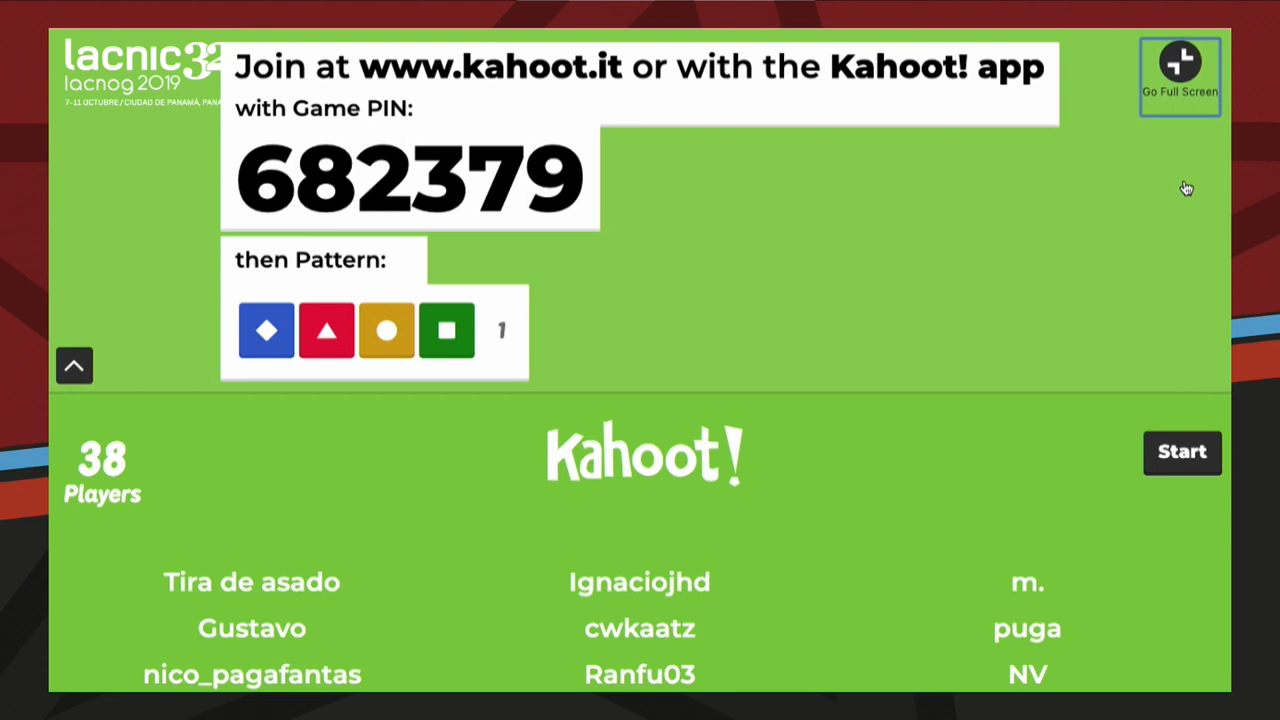 lacnic32
lacnog 2019
7-11 OCTUBRE / CIUDAD DE PANAMÁ, PANA
Join at www.kahoot.it or with the Kahoot! app
with Game PIN:
682379
Go Full Screen
then Pattern:
1
38
Players
Kahoot!
Start
Tira de asado Ignaciojhd m.
Gustavo cwkaatz puga
nico_pagafantas Ranfu03 NV